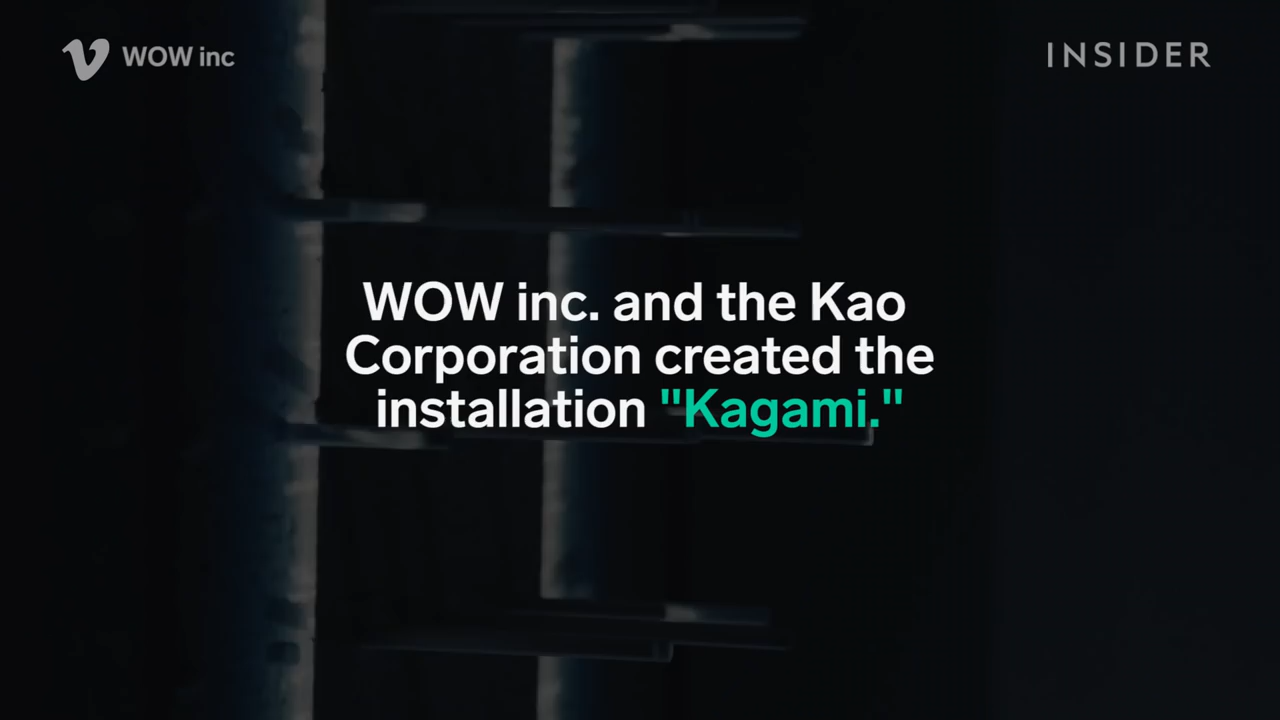 WOW inc
INSIDER
WOW inc. and the Kao
Corporation created the
installation "Kagami."